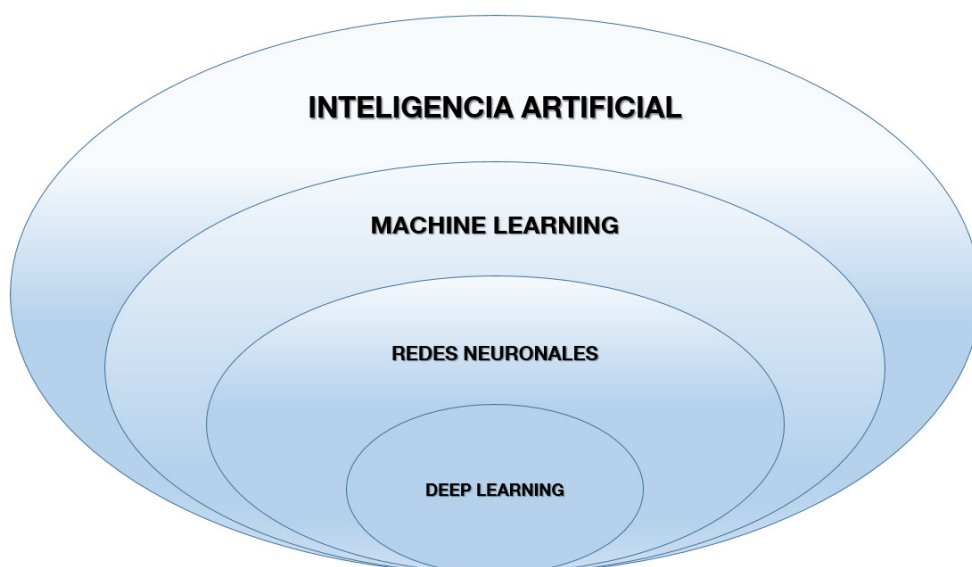 INTELIGENCIA ARTIFICIAL
MACHINE LEARNING
REDES NEURONALES
DEEP LEARNING